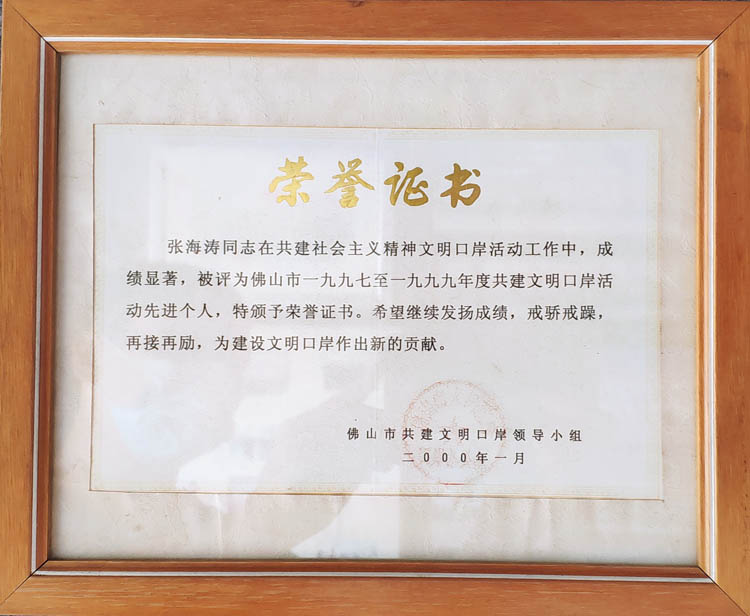 荣誉证书
张海涛同志在共建社会主义精神文明口岸活动工作中，成
绩显著，被评为佛山市一九九七至一九九九年度共建文明口岸活
动先进个人，特颁予荣誉证书。希望继续发扬成绩，戒骄戒躁，
再接再励，为建设文明口岸作出新的贡献。
佛山市共建文明口岸领导小组
二000年一月